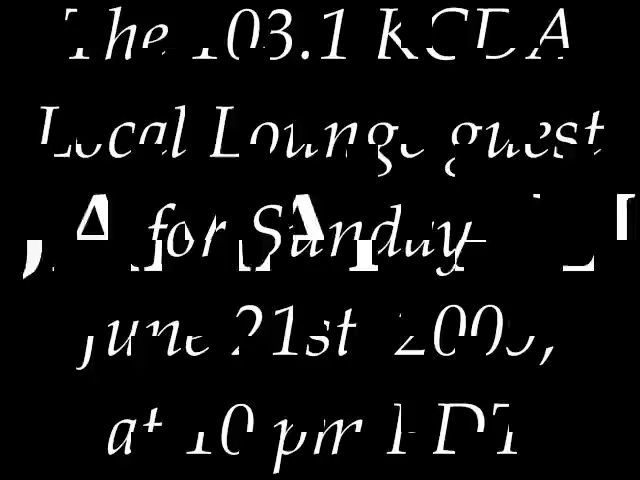 The 103.1 KCDA
Local Lounge guest
for Sunday
June 21st, 2009,
at 10 pm PDT